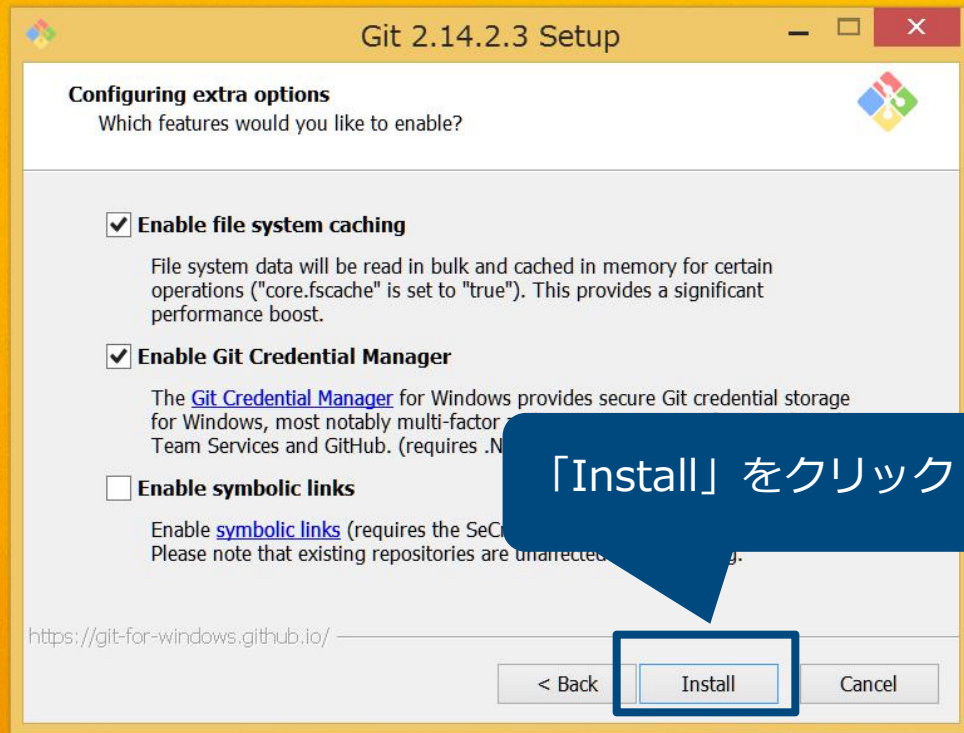 Git 2.14.2.3 Setup
Configuring extra options
Which features would you like to enable?
Enable file system caching
File system data will be read in bulk and cached in memory for certain
operations ("core.fscache" is set to "true"). This provides a significant
performance boost.
Enable Git Credential Manager
The Git Credential Manager for Windows provides secure Git credential storage
for Windows, most notably multi-factor
Team Services and GitHub. (requires
「Install」をクリック
Enable symbolic links
Enable symbolic links (requires the
Please note that existing repositories are unaffected
https://git-for-windows.github.io/
< Back
Install
Cancel